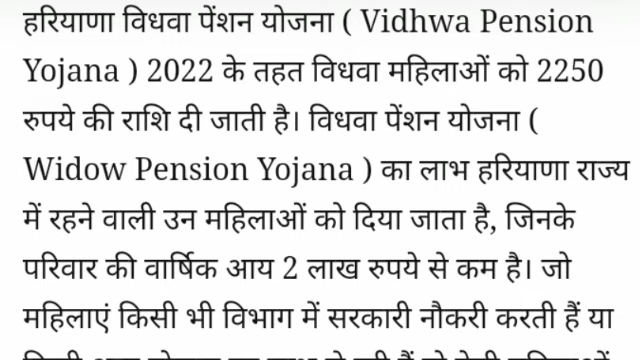 हरियाणा विधवा पेंशन योजना ( Vidhwa Pension
Yojana ) 2022 के तहत विधवा महिलाओं को 2250
रुपये की राशि दी जाती है। विधवा पेंशन योजना (
Widow Pension Yojana ) का लाभ हरियाणा राज्य
में रहने वाली उन महिलाओं को दिया जाता है, जिनके
परिवार की वार्षिक आय 2 लाख रुपये से कम है। जो
महिलाएं किसी भी विभाग में सरकारी नौकरी करती हैं या